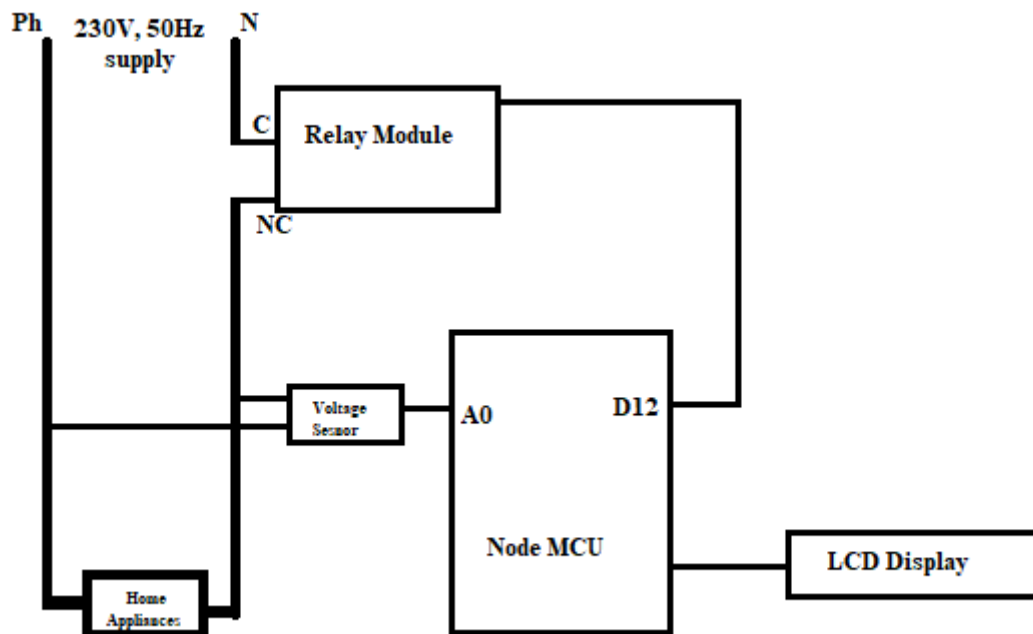 Ph
230V, 50Hz
supply
N
C
Relay Module
NC
Voltage
Sesnor
A0
D12
Node MCU
LCD Display
Home
Appliances